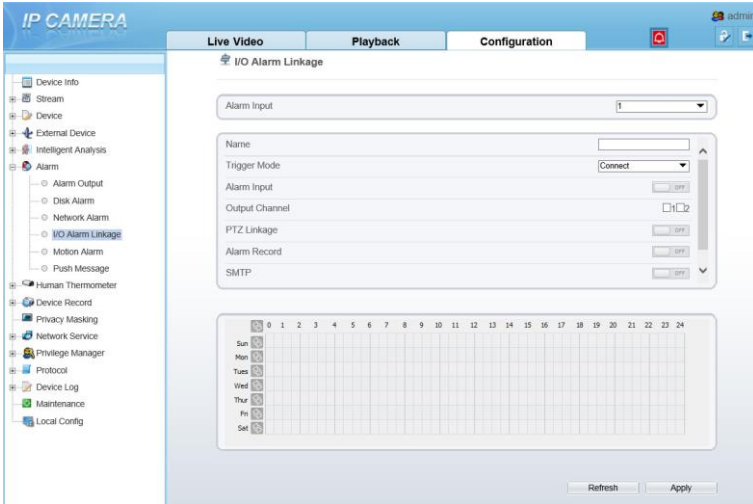 IP CAMERA
admin
Live Video Playback Configuration
I/O Alarm Linkage
Device Info
Stream
Device
External Device
Intelligent Analysis
Alarm
Alarm Output
Disk Alarm
Network Alarm
I/O Alarm Linkage
Motion Alarm
Push Message
Human Thermometer
Device Record
Privacy Masking
Network Service
Privilege Manager
Protocol
Device Log
Maintenance
Local Config
Alarm Input 1
Name
Trigger Mode Connect
Alarm Input OFF
Output Channel 1 2
PTZ Linkage OFF
Alarm Record OFF
SMTP OFF
0 1 2 3 4 5 6 7 8 9 10 11 12 13 14 15 16 17 18 19 20 21 22 23 24
Sun
Mon
Tues
Wed
Thur
Fri
Sat
Refresh Apply